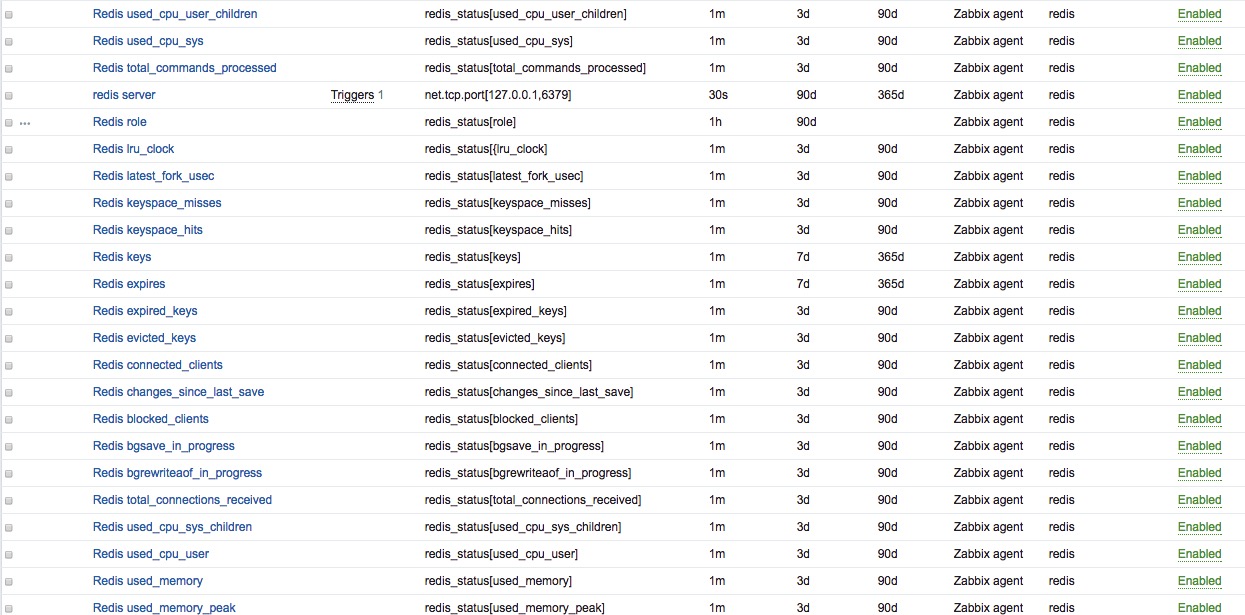 Redis used_cpu_user_children redis_status[used_cpu_user_children] 1m 3d 90d Zabbix agent redis Enabled
Redis used_cpu_sys redis_status[used_cpu_sys] 1m 3d 90d Zabbix agent redis Enabled
Redis total_commands_processed redis_status[total_commands_processed] 1m 3d 90d Zabbix agent redis Enabled
redis server Triggers 1 net.tcp.port[127.0.0.1,6379] 30s 90d 365d Zabbix agent redis Enabled
... Redis role redis_status[role] 1h 90d Zabbix agent redis Enabled
Redis lru_clock redis_status[{lru_clock] 1m 3d 90d Zabbix agent redis Enabled
Redis latest_fork_usec redis_status[latest_fork_usec] 1m 3d 90d Zabbix agent redis Enabled
Redis keyspace_misses redis_status[keyspace_misses] 1m 3d 90d Zabbix agent redis Enabled
Redis keyspace_hits redis_status[keyspace_hits] 1m 3d 90d Zabbix agent redis Enabled
Redis keys redis_status[keys] 1m 7d 365d Zabbix agent redis Enabled
Redis expires redis_status[expires] 1m 7d 365d Zabbix agent redis Enabled
Redis expired_keys redis_status[expired_keys] 1m 3d 90d Zabbix agent redis Enabled
Redis evicted_keys redis_status[evicted_keys] 1m 3d 90d Zabbix agent redis Enabled
Redis connected_clients redis_status[connected_clients] 1m 3d 90d Zabbix agent redis Enabled
Redis changes_since_last_save redis_status[changes_since_last_save] 1m 3d 90d Zabbix agent redis Enabled
Redis blocked_clients redis_status[blocked_clients] 1m 3d 90d Zabbix agent redis Enabled
Redis bgsave_in_progress redis_status[bgsave_in_progress] 1m 3d 90d Zabbix agent redis Enabled
Redis bgrewriteaof_in_progress redis_status[bgrewriteaof_in_progress] 1m 3d 90d Zabbix agent redis Enabled
Redis total_connections_received redis_status[total_connections_received] 1m 3d 90d Zabbix agent redis Enabled
Redis used_cpu_sys_children redis_status[used_cpu_sys_children] 1m 3d 90d Zabbix agent redis Enabled
Redis used_cpu_user redis_status[used_cpu_user] 1m 3d 90d Zabbix agent redis Enabled
Redis used_memory redis_status[used_memory] 1m 3d 90d Zabbix agent redis Enabled
Redis used_memory_peak redis_status[used_memory_peak] 1m 3d 90d Zabbix agent redis Enabled